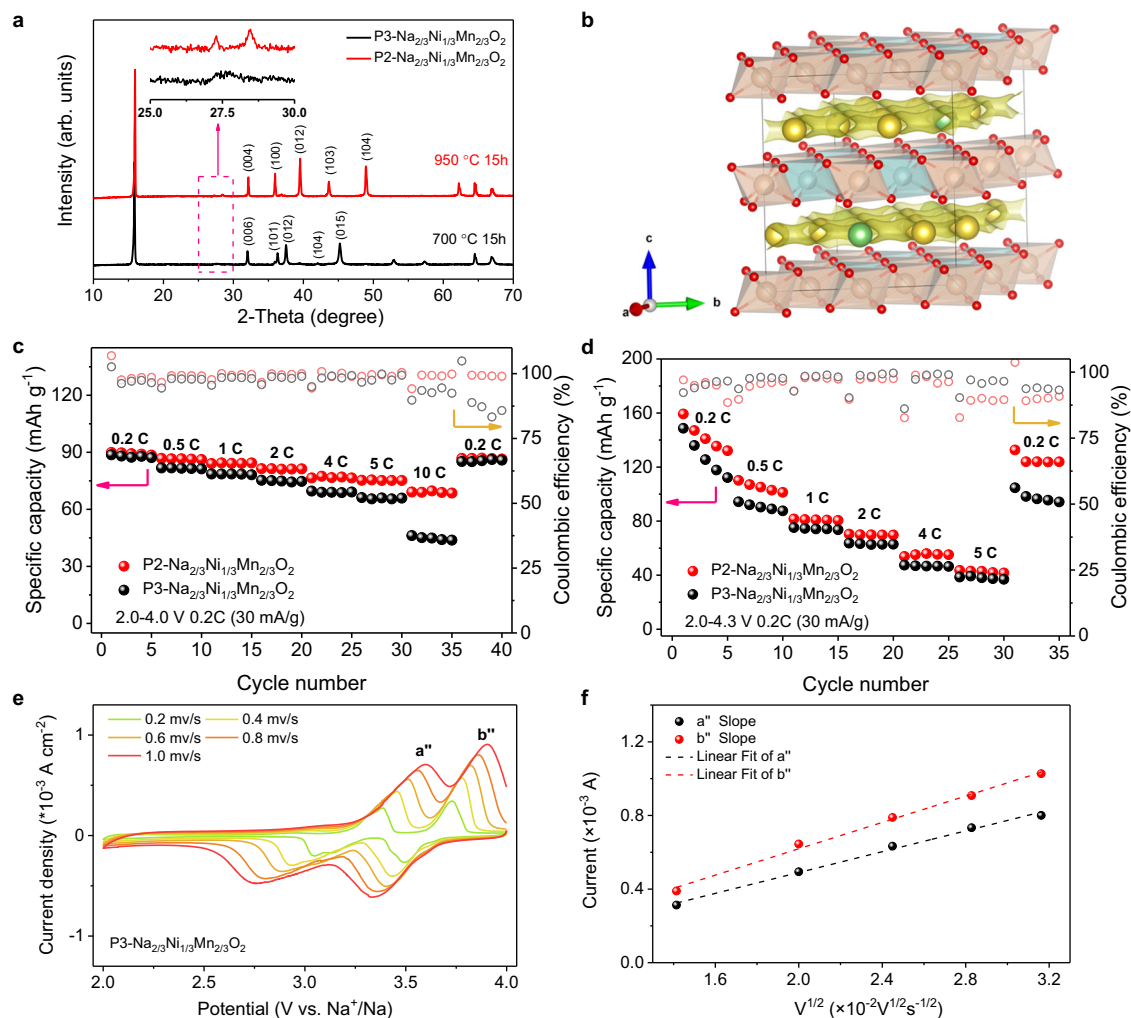 a
P3-Na2/3Ni1/3Mn2/3O2
P2-Na2/3Ni1/3Mn2/3O2
25.0 27.5 30.0
(004)
(100)
(012)
(103)
(104)
950 °C 15h
(006)
(101)
(012)
(104)
(015)
700 °C 15h
Intensity (arb. units)
10 20 30 40 50 60 70
2-Theta (degree)
b
c
b
a
c
135
120
90
60
30
0
Specific capacity (mAh g-1)
0.2 C 0.5 C 1 C 2 C 4 C 5 C 10 C 0.2 C
P2-Na2/3Ni1/3Mn2/3O2
P3-Na2/3Ni1/3Mn2/3O2
2.0-4.0 V 0.2C (30 mA/g)
100
75
50
25
0
Coulombic efficiency (%)
0 5 10 15 20 25 30 35 40
Cycle number
d
200
160
120
80
40
0
Specific capacity (mAh g-1)
0.2 C
0.5 C
1 C
2 C
4 C
5 C
0.2 C
P2-Na2/3Ni1/3Mn2/3O2
P3-Na2/3Ni1/3Mn2/3O2
2.0-4.3 V 0.2C (30 mA/g)
100
75
50
25
0
Coulombic efficiency (%)
0 5 10 15 20 25 30 35
Cycle number
e
0.2 mv/s 0.4 mv/s
0.6 mv/s 0.8 mv/s
1.0 mv/s
a"
b"
1
0
-1
Current density (*10-3 A cm-2)
P3-Na2/3Ni1/3Mn2/3O2
2.0 2.5 3.0 3.5 4.0
Potential (V vs. Na+/Na)
f
a" Slope
b" Slope
Linear Fit of a"
Linear Fit of b"
1.2
0.8
0.4
0.0
Current (×10-3 A)
1.6 2.0 2.4 2.8 3.2
V1/2 (×10-2V1/2s-1/2)